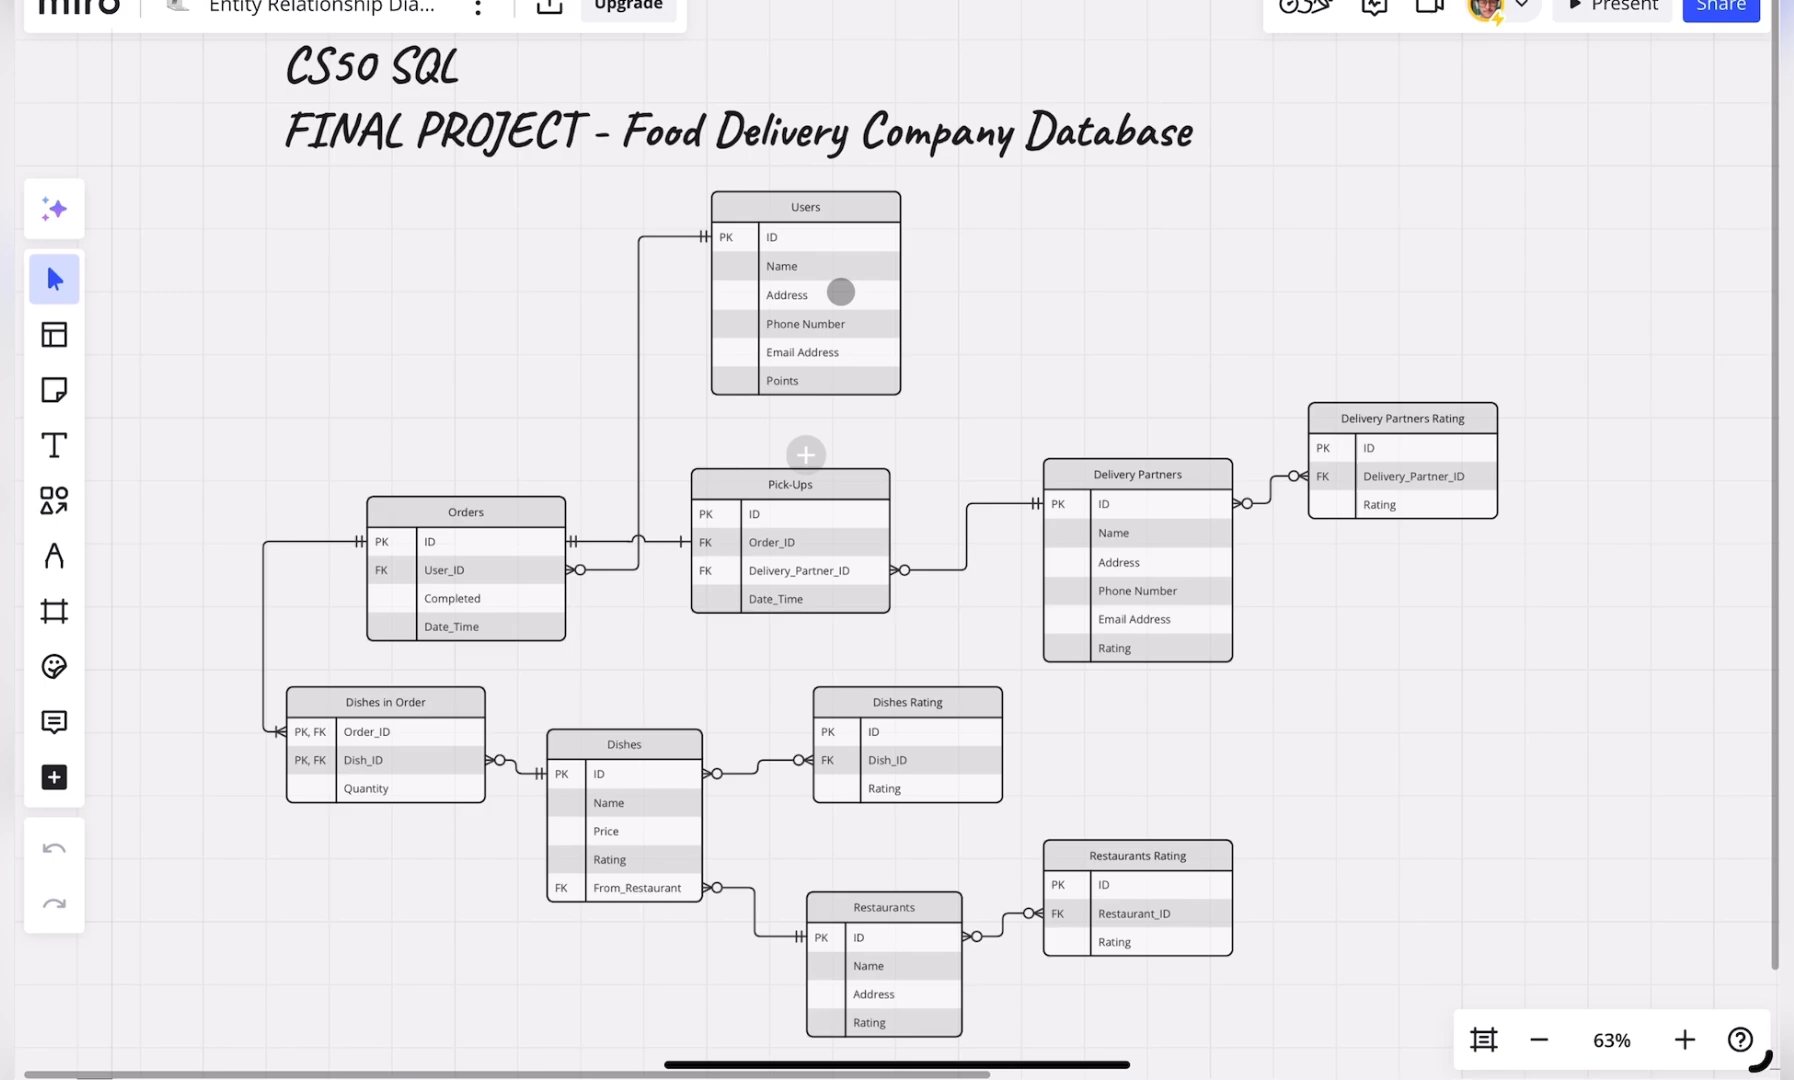 miro
Entity Relationship Dia...
Upgrade
Present
Share
CS50 SQL
FINAL PROJECT - Food Delivery Company Database
Users
PK ID
Name
Address
Phone Number
Email Address
Points
Delivery Partners Rating
PK ID
FK Delivery_Partner_ID
Rating
Delivery Partners
PK ID
Name
Address
Phone Number
Email Address
Rating
Pick-Ups
PK ID
FK Order_ID
FK Delivery_Partner_ID
Date_Time
Orders
PK ID
FK User_ID
Completed
Date_Time
Dishes in Order
PK, FK Order_ID
PK, FK Dish_ID
Quantity
Dishes
PK ID
Name
Price
Rating
FK From_Restaurant
Dishes Rating
PK ID
FK Dish_ID
Rating
Restaurants Rating
PK ID
FK Restaurant_ID
Rating
Restaurants
PK ID
Name
Address
Rating
63%